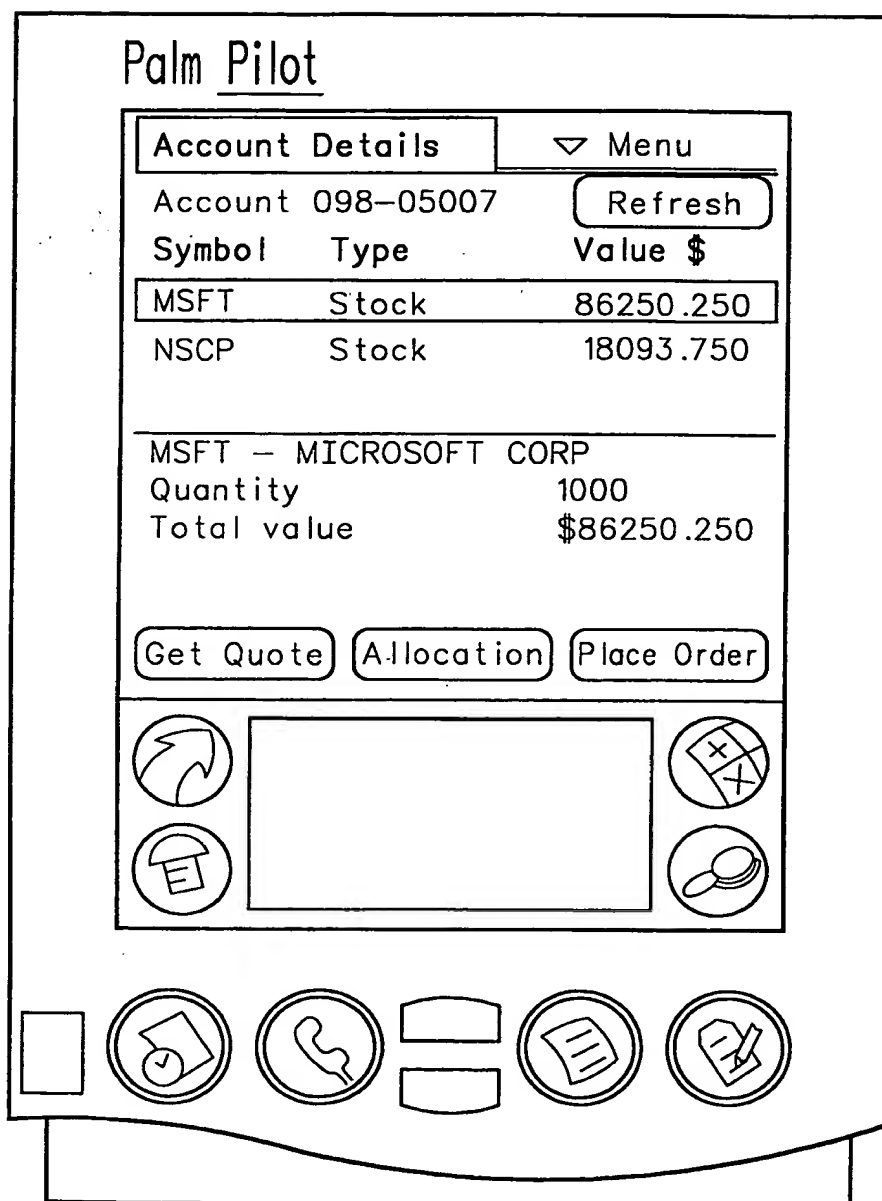 Palm Pilot
Account Details ▽ Menu
Account 098-05007 Refresh
Symbol Type Value $
MSFT Stock 86250.250
NSCP Stock 18093.750
MSFT - MICROSOFT CORP
Quantity 1000
Total value $86250.250
Get Quote Allocation Place Order